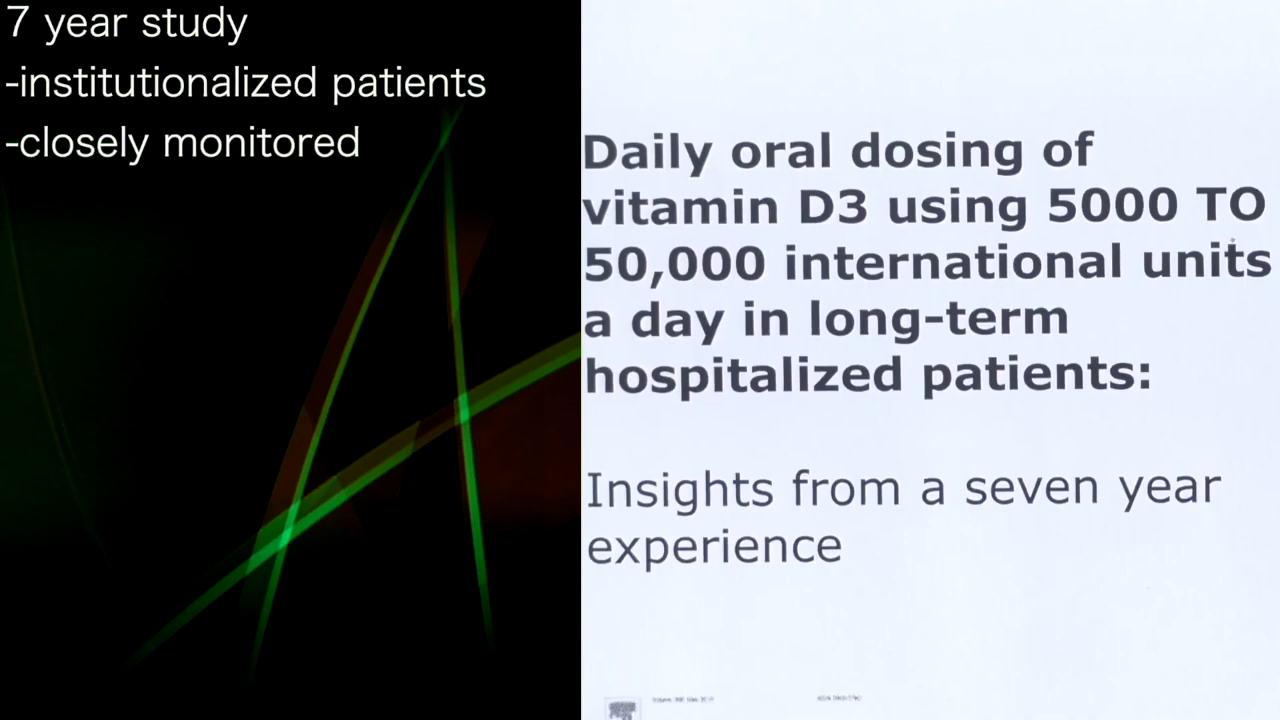 7 year study
-institutionalized patients
-closely monitored
Daily oral dosing of
vitamin D3 using 5000 TO
50,000 international units
a day in long-term
hospitalized patients:
Insights from a seven year
experience